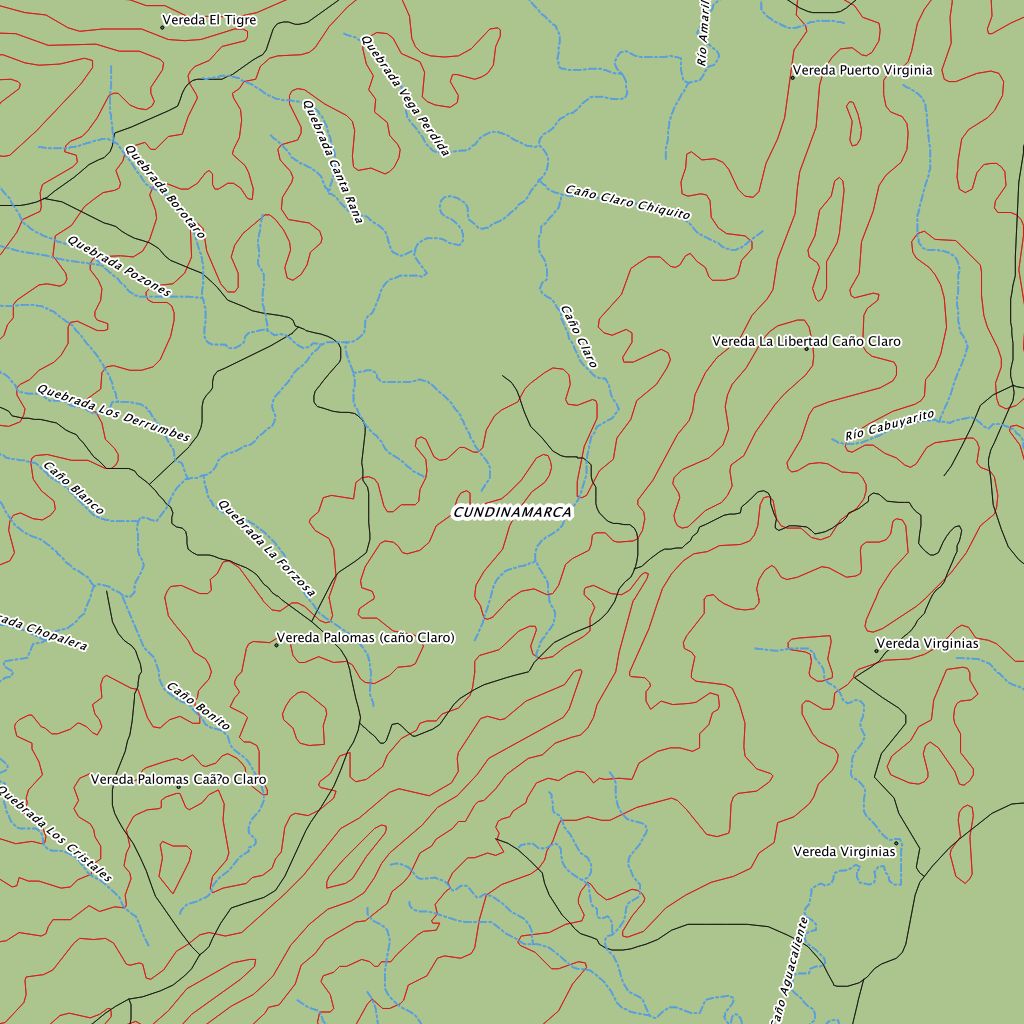 Vereda El Tigre
Río Amaril
Quebrada Vega Perdida
Vereda Puerto Virginia
Quebrada Canta Rana
Quebrada Borotaro
Caño Claro Chiquito
Quebrada Pozones
Caño Claro
Vereda La Libertad Caño Claro
Quebrada Los Derrumbes
Río Cabuyarito
Caño Blanco
CUNDINAMARCA
Quebrada La Forzosa
rada Chopalera
Vereda Palomas (caño Claro)
Vereda Virginias
Caño Bonito
Vereda Palomas Caã?o Claro
Quebrada Los Cristales
Vereda Virginias
Caño Aguacaliente